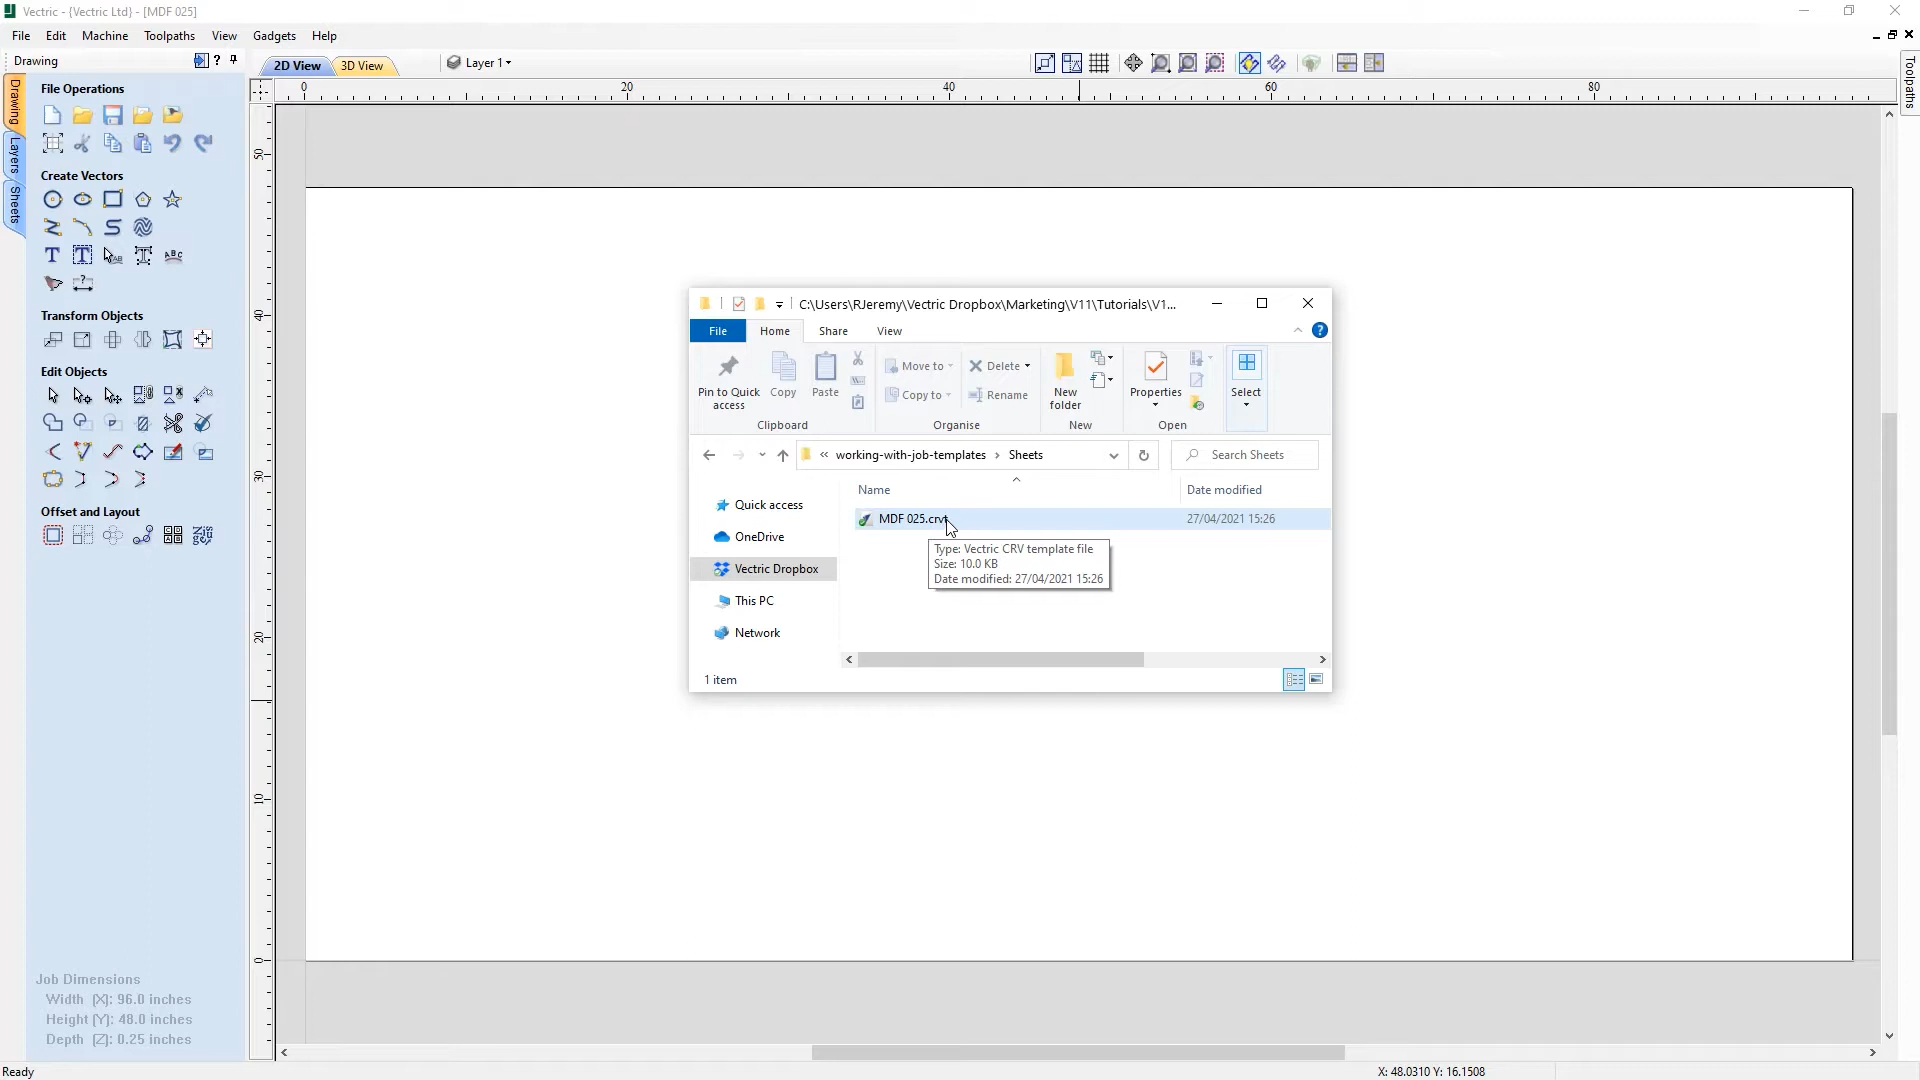 Vectric - {Vectric Ltd} - [MDF 025]
File Edit Machine Toolpaths View Gadgets Help
Drawing ?
2D View 3D View Layer 1
0 20 40 60 80
Drawing
Layers
Sheets
Toolpaths
File Operations
Create Vectors
Transform Objects
Edit Objects
Offset and Layout
Job Dimensions
Width (X): 96.0 inches
Height (Y): 48.0 inches
Depth (Z): 0.25 inches
50
40
30
20
10
0
C:\Users\RJeremy\Vectric Dropbox\Marketing\V11\Tutorials\V1...
File Home Share View
Pin to Quick access
Copy
Paste
Move to
Copy to
Delete
Rename
New folder
Properties
Select
Clipboard Organise New Open
« working-with-job-templates > Sheets
Search Sheets
Name Date modified
Quick access
OneDrive
Vectric Dropbox
This PC
Network
MDF 025.crvt 27/04/2021 15:26
Type: Vectric CRV template file
Size: 10.0 KB
Date modified: 27/04/2021 15:26
1 item
Ready
X: 48.0310 Y: 16.1508